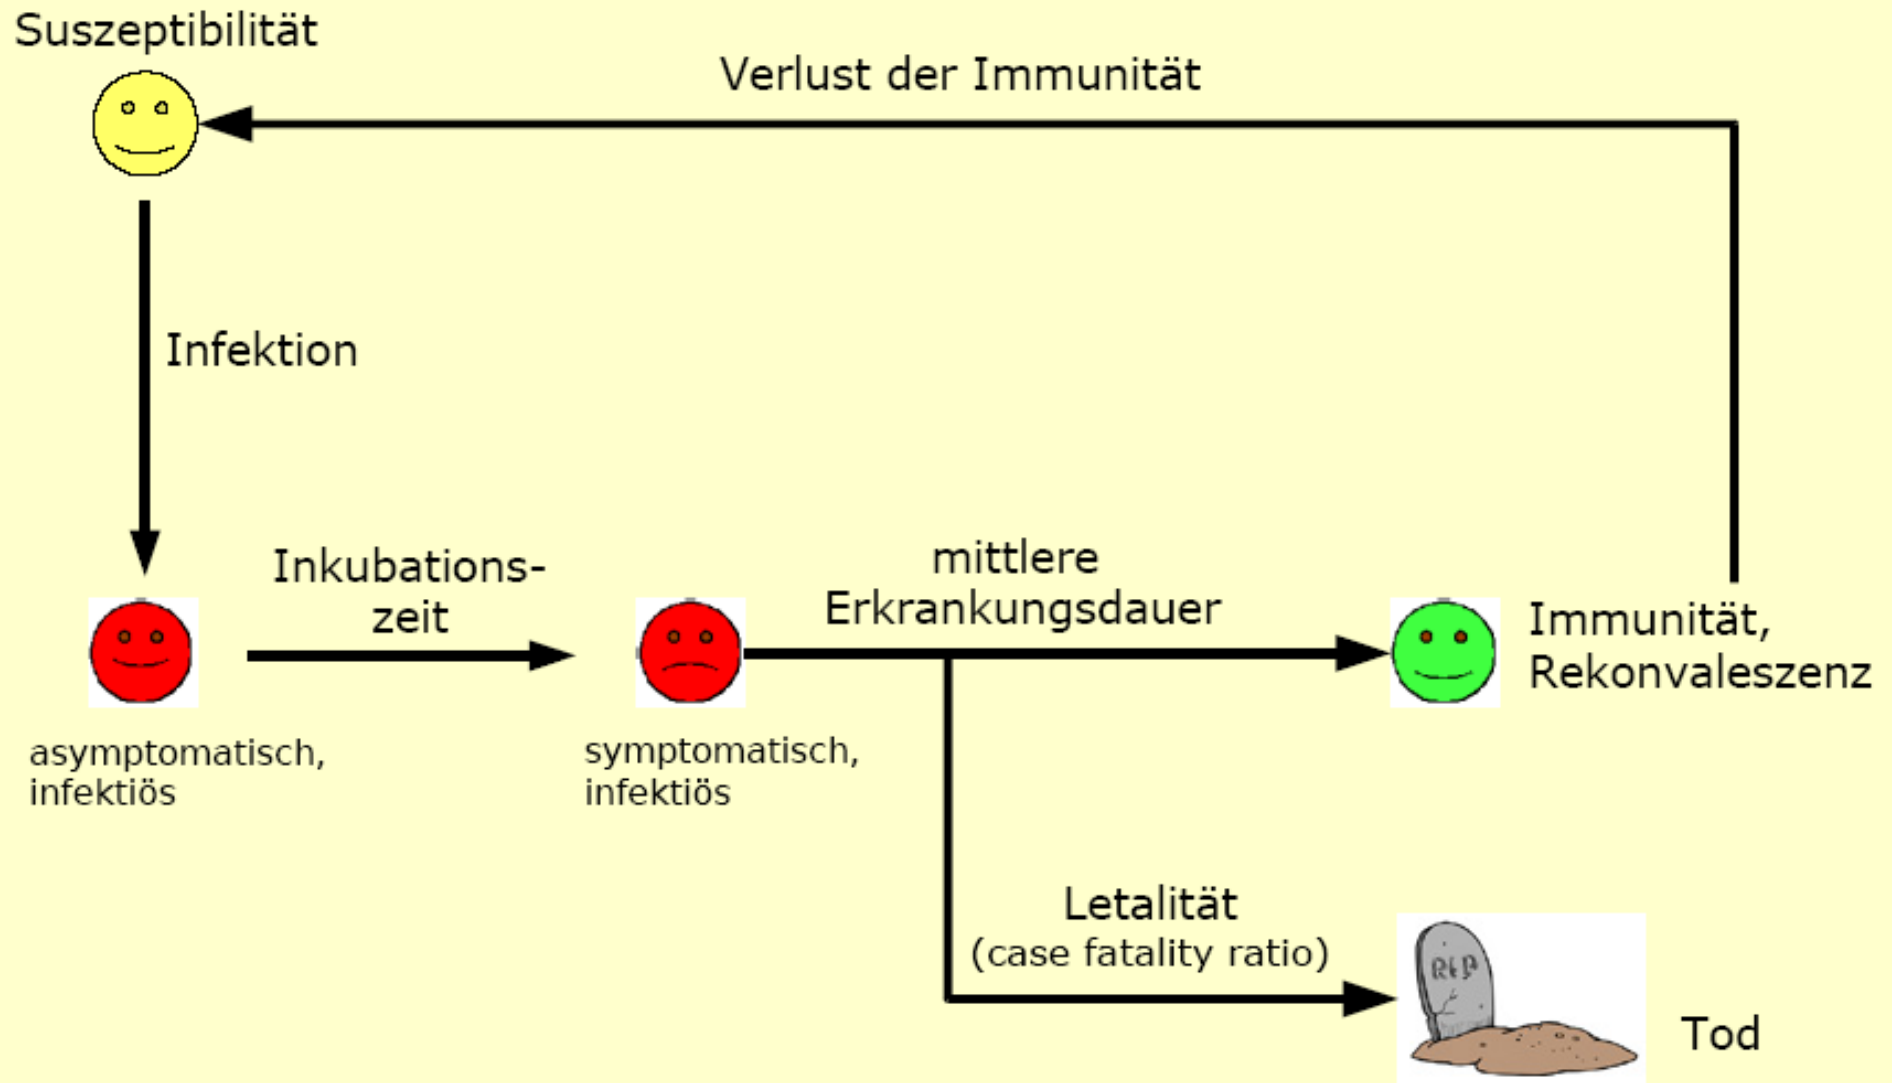 Suszeptibilität
Verlust der Immunität
Infektion
Inkubations-
zeit
mittlere
Erkrankungsdauer
Immunität,
Rekonvaleszenz
asymptomatisch,
infektiös
symptomatisch,
infektiös
Letalität
(case fatality ratio)
RIP
Tod